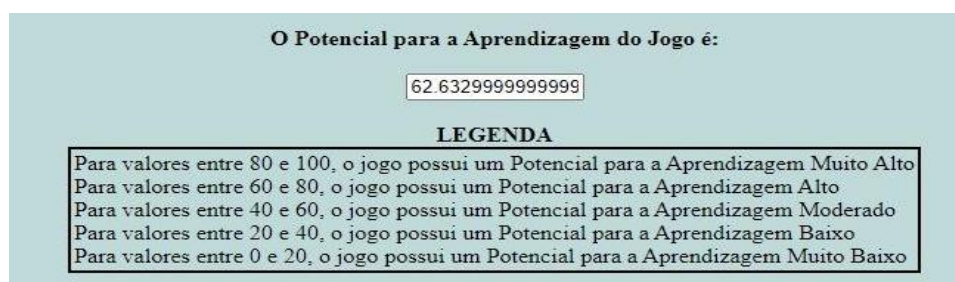 O Potencial para a Aprendizagem do Jogo é:
62.6329999999999
LEGENDA
Para valores entre 80 e 100, o jogo possui um Potencial para a Aprendizagem Muito Alto
Para valores entre 60 e 80, o jogo possui um Potencial para a Aprendizagem Alto
Para valores entre 40 e 60, o jogo possui um Potencial para a Aprendizagem Moderado
Para valores entre 20 e 40, o jogo possui um Potencial para a Aprendizagem Baixo
Para valores entre 0 e 20, o jogo possui um Potencial para a Aprendizagem Muito Baixo